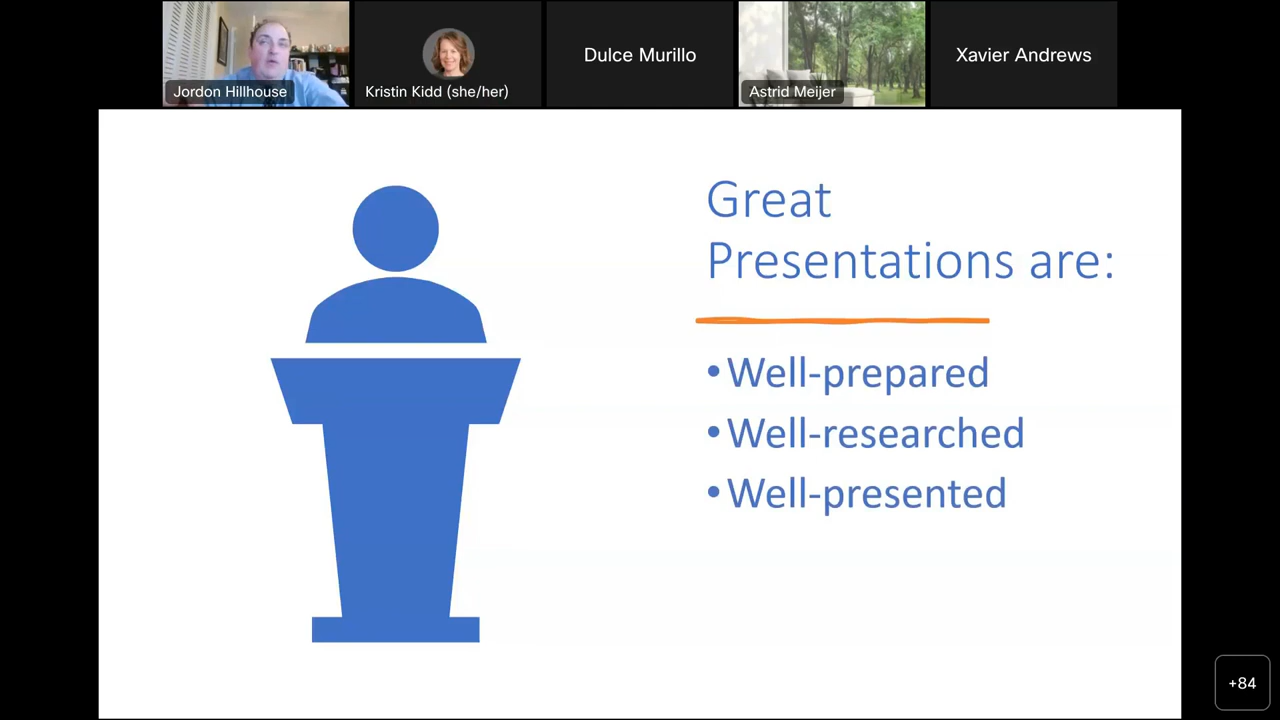 Jordon Hillhouse
Kristin Kidd (she/her)
Dulce Murillo
Astrid Meijer
Xavier Andrews
Great
Presentations are:
•Well-prepared
•Well-researched
•Well-presented
+84